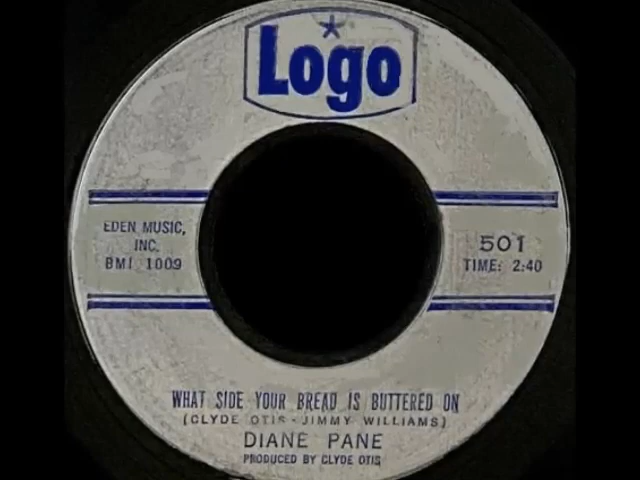 Logo
EDEN MUSIC,
INC.
BMI 1009
501
TIME: 2:40
WHAT SIDE YOUR BREAD IS BUTTERED ON
(CLYDE OTIS - JIMMY WILLIAMS)
DIANE PANE
PRODUCED BY CLYDE OTIS